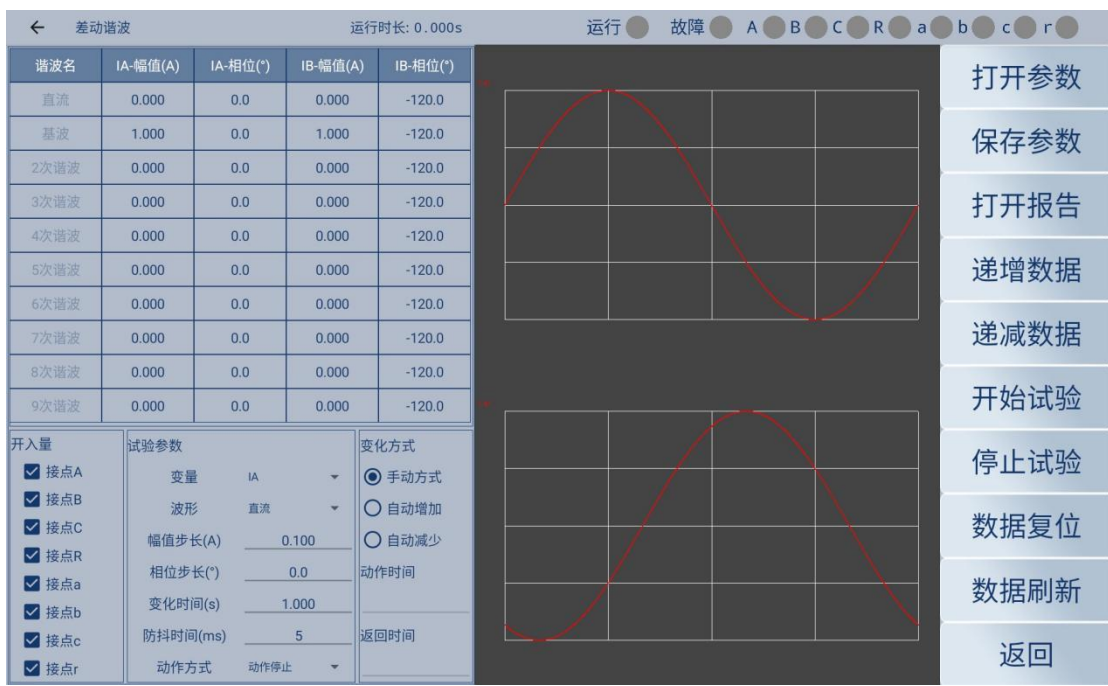 ← 差动谐波 运行时长: 0.000s 运行 故障 A B C R a b c r
谐波名 IA-幅值(A) IA-相位(°) IB-幅值(A) IB-相位(°)
直流 0.000 0.0 0.000 -120.0
基波 1.000 0.0 1.000 -120.0
2次谐波 0.000 0.0 0.000 -120.0
3次谐波 0.000 0.0 0.000 -120.0
4次谐波 0.000 0.0 0.000 -120.0
5次谐波 0.000 0.0 0.000 -120.0
6次谐波 0.000 0.0 0.000 -120.0
7次谐波 0.000 0.0 0.000 -120.0
8次谐波 0.000 0.0 0.000 -120.0
9次谐波 0.000 0.0 0.000 -120.0
开入量
接点A
接点B
接点C
接点R
接点a
接点b
接点c
接点r
试验参数
变量 IA
波形 直流
幅值步长(A) 0.100
相位步长(°) 0.0
变化时间(s) 1.000
防抖时间(ms) 5
动作方式 动作停止
变化方式
手动方式
自动增加
自动减少
动作时间
返回时间
打开参数
保存参数
打开报告
递增数据
递减数据
开始试验
停止试验
数据复位
数据刷新
返回